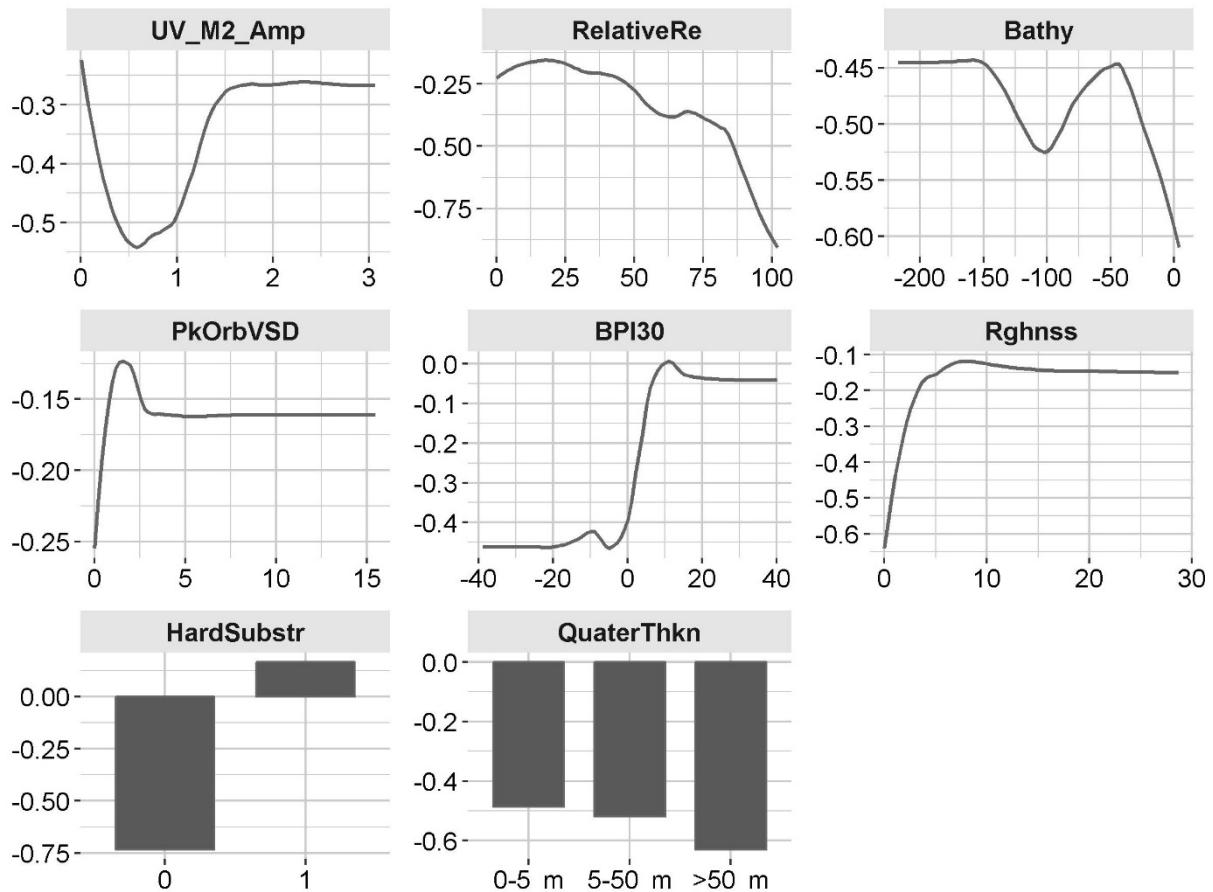 UV_M2_Amp
RelativeRe
Bathy
-0.3
-0.4
-0.5
0 1 2 3
-0.25
-0.50
-0.75
0 25 50 75 100
-0.45
-0.50
-0.55
-0.60
-200 -150 -100 -50 0
PkOrbVSD
BPI30
Rghnss
-0.15
-0.20
-0.25
0 5 10 15
0.0
-0.1
-0.2
-0.3
-0.4
-40 -20 0 20 40
-0.1
-0.2
-0.3
-0.4
-0.5
-0.6
0 10 20 30
HardSubstr
QuaterThkn
0.00
-0.25
-0.50
-0.75
0 1
0.0
-0.2
-0.4
-0.6
0-5 m 5-50 m >50 m